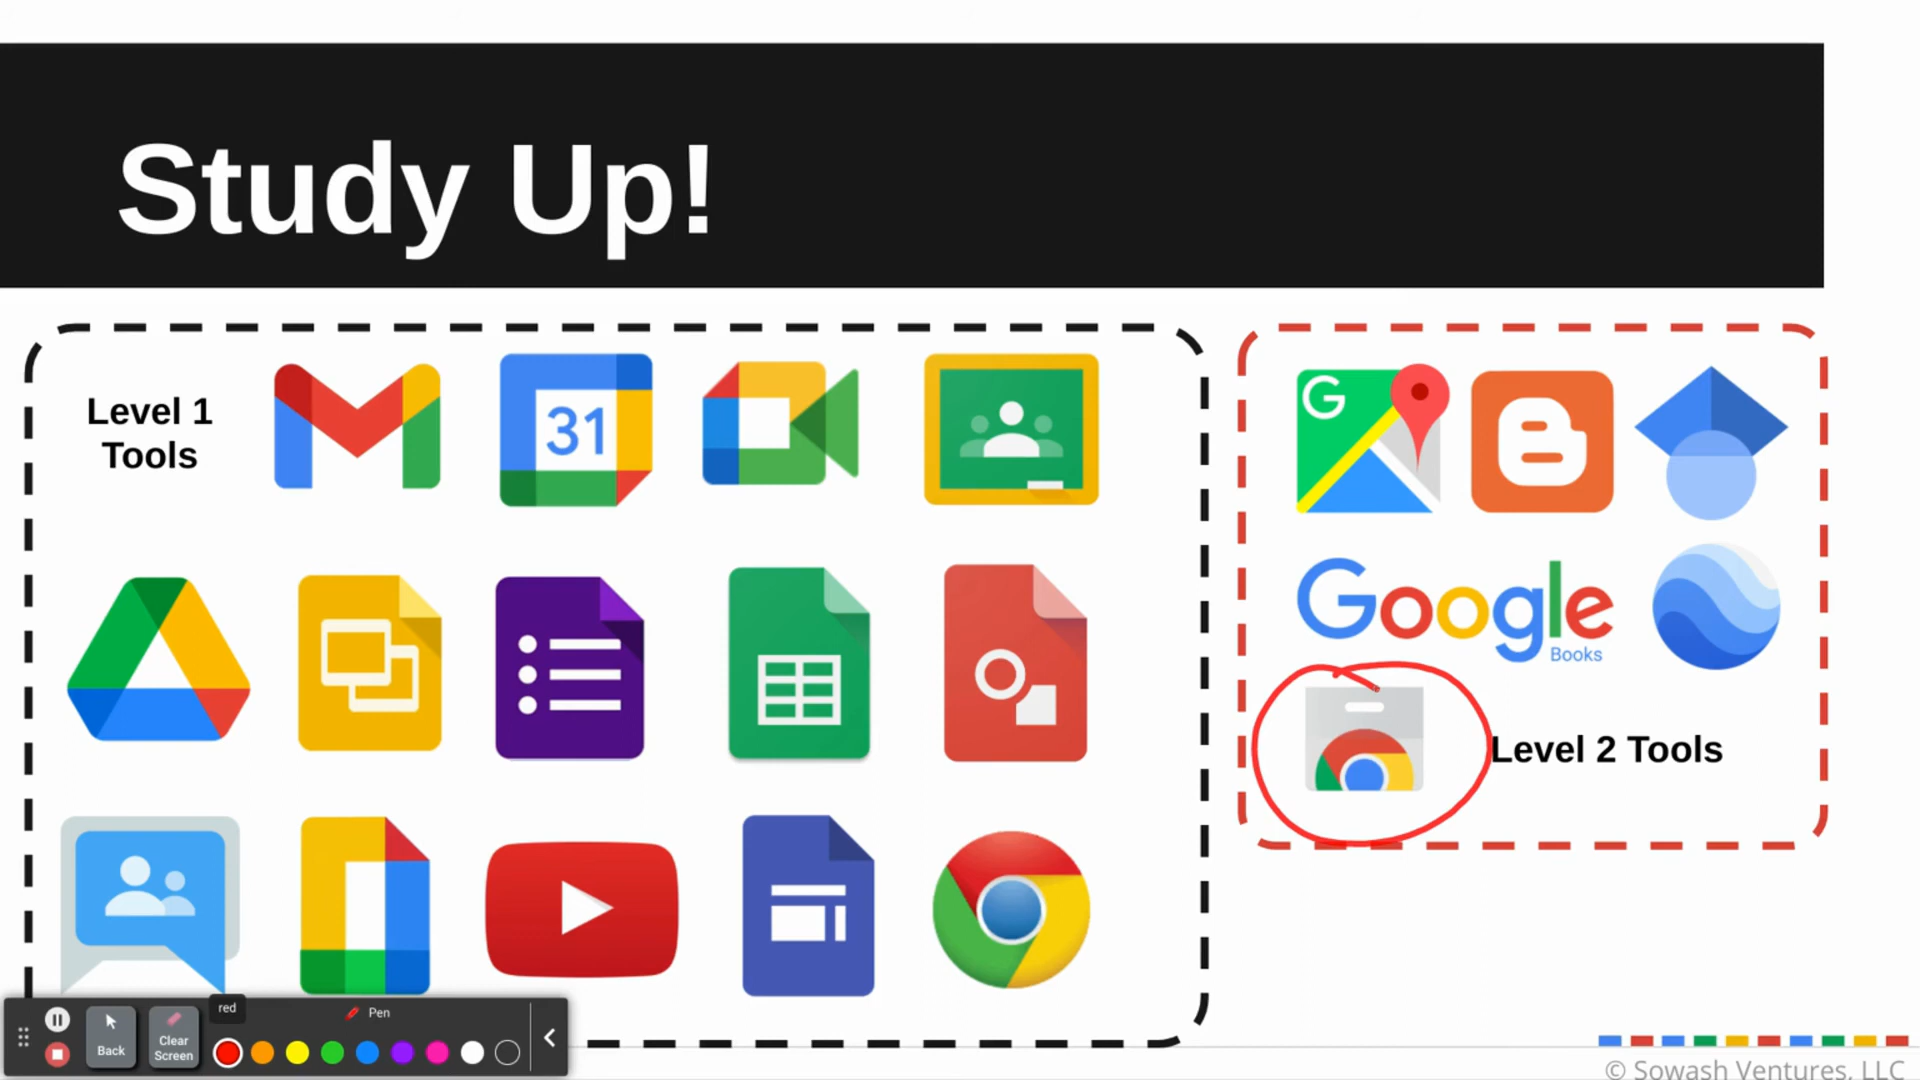 Study Up!
Level 1
Tools
31
G
Google
Books
Level 2 Tools
red
Pen
Back
Clear
Screen
© Sowash Ventures, LLC